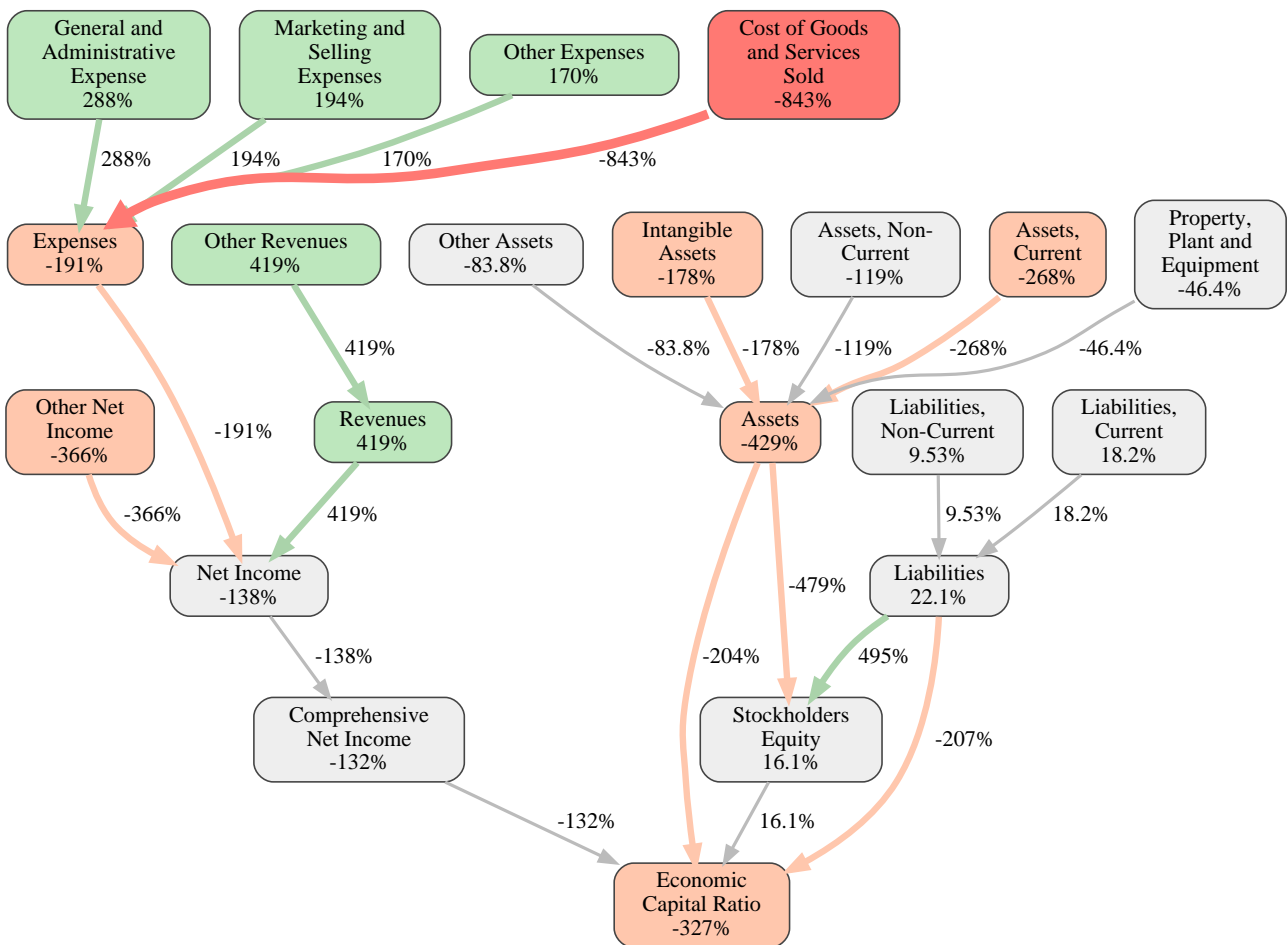 General and
Administrative
Expense
288%
Marketing and
Selling
Expenses
194%
Other Expenses
170%
Cost of Goods
and Services
Sold
-843%
288%
194%
170%
-843%
Expenses
-191%
Other Revenues
419%
Other Assets
-83.8%
Intangible
Assets
-178%
Assets, Non-
Current
-119%
Assets,
Current
-268%
Property,
Plant and
Equipment
-46.4%
419%
-83.8%
-178%
-119%
-268%
-46.4%
Other Net
Income
-366%
-191%
Revenues
419%
Assets
-429%
Liabilities,
Non-Current
9.53%
Liabilities,
Current
18.2%
-366%
419%
9.53%
18.2%
Net Income
-138%
-479%
Liabilities
22.1%
-138%
-204%
495%
-207%
Comprehensive
Net Income
-132%
Stockholders
Equity
16.1%
-132%
16.1%
Economic
Capital Ratio
-327%